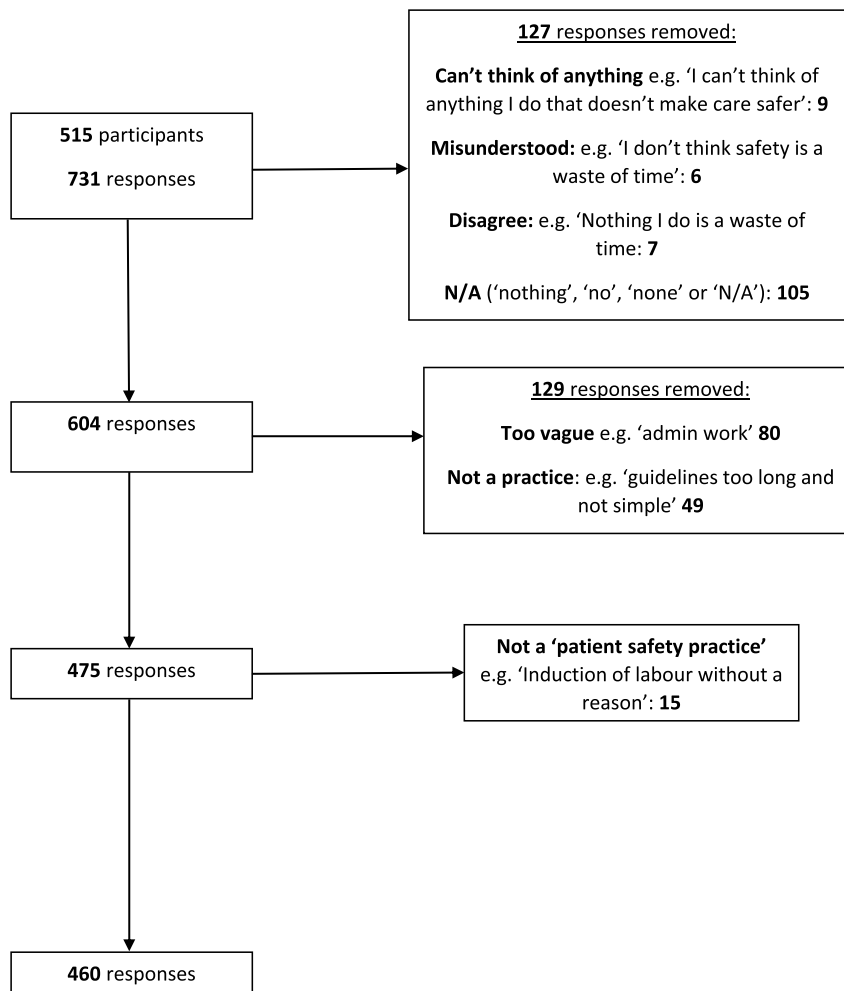 515 participants
731 responses
127 responses removed:
Can’t think of anything e.g. ‘I can’t think of
anything I do that doesn’t make care safer’: 9
Misunderstood: e.g. ‘I don’t think safety is a
waste of time’: 6
Disagree: e.g. ‘Nothing I do is a waste of
time: 7
N/A (‘nothing’, ‘no’, ‘none’ or ‘N/A’): 105
604 responses
129 responses removed:
Too vague e.g. ‘admin work’ 80
Not a practice: e.g. ‘guidelines too long and
not simple’ 49
475 responses
Not a ‘patient safety practice’
e.g. ‘Induction of labour without a
reason’: 15
460 responses